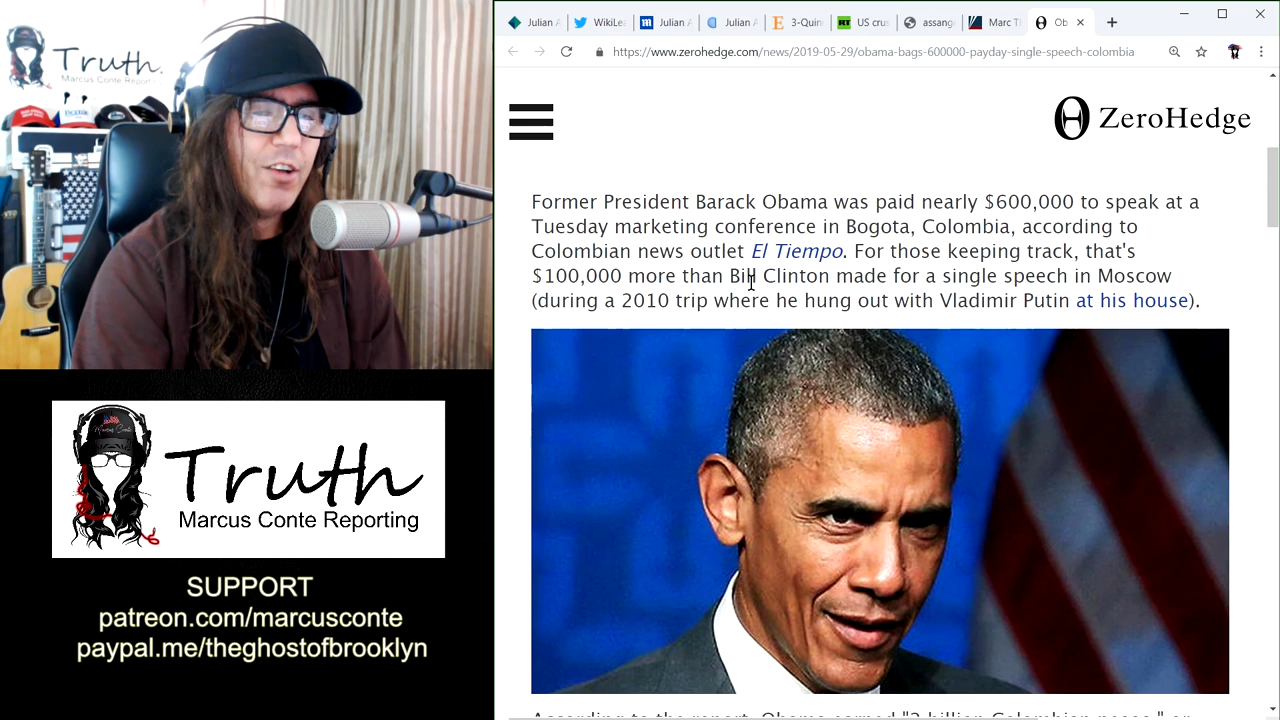 Truth.
Marcus Conte
Julian
WikiLea
Julian
Julian
3-Quin
US crus
assang
Marc T
Ob
https://www.zerohedge.com/news/2019-05-29/obama-bags-600000-payday-single-speech-colombia
ZeroHedge
Former President Barack Obama was paid nearly $600,000 to speak at a
Tuesday marketing conference in Bogota, Colombia, according to
Colombian news outlet El Tiempo. For those keeping track, that's
$100,000 more than Bill Clinton made for a single speech in Moscow
(during a 2010 trip where he hung out with Vladimir Putin at his house).
Truth
Marcus Conte Reporting
SUPPORT
patreon.com/marcusconte
paypal.me/theghostofbrooklyn